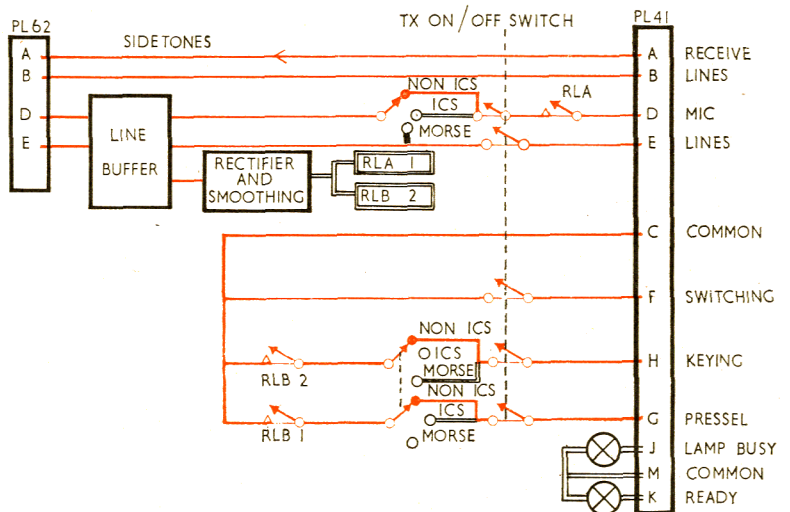 TX ON/OFF SWITCH
PL62
PL41
SIDETONES
A
A RECEIVE
B
B LINES
NON ICS
RLA
ICS
D
D MIC
MORSE
E
E LINES
LINE
BUFFER
RECTIFIER
AND
SMOOTHING
RLA 1
RLB 2
C COMMON
F SWITCHING
NON ICS
ICS
H KEYING
MORSE
RLB 2
NON ICS
ICS
G PRESSEL
RLB 1
MORSE
J LAMP BUSY
M COMMON
K READY